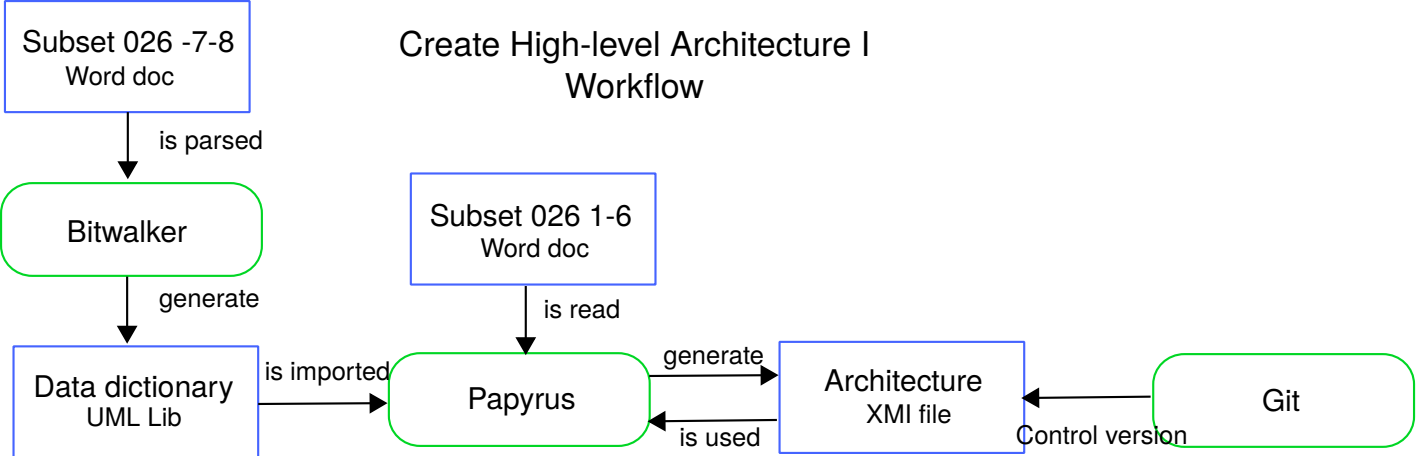 Subset 026 -7-8
Word doc
Create High-level Architecture I
Workflow
is parsed
Bitwalker
Subset 026 1-6
Word doc
generate
is read
Data dictionary
UML Lib
is imported
Papyrus
generate
is used
Architecture
XMI file
Control version
Git